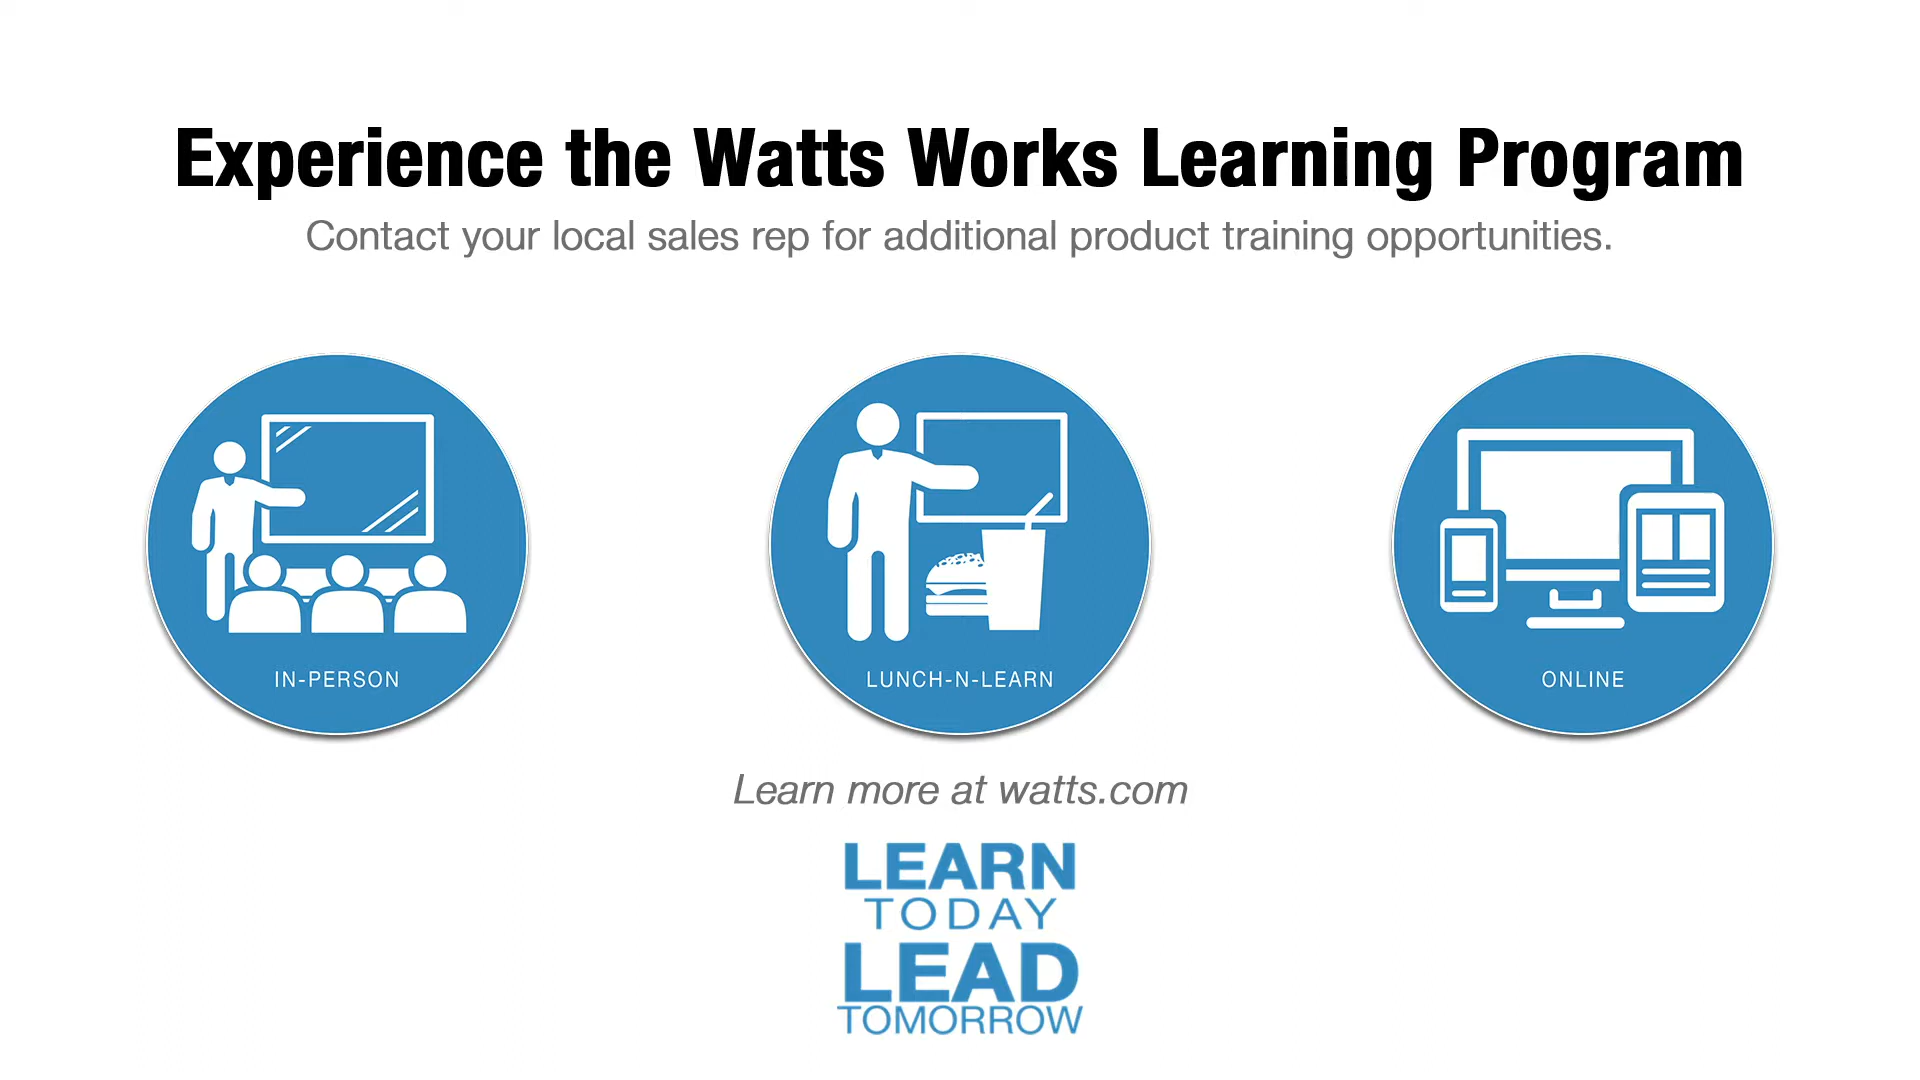 Experience the Watts Works Learning Program
Contact your local sales rep for additional product training opportunities.
IN-PERSON
LUNCH-N-LEARN
ONLINE
Learn more at watts.com
LEARN
TODAY
LEAD
TOMORROW